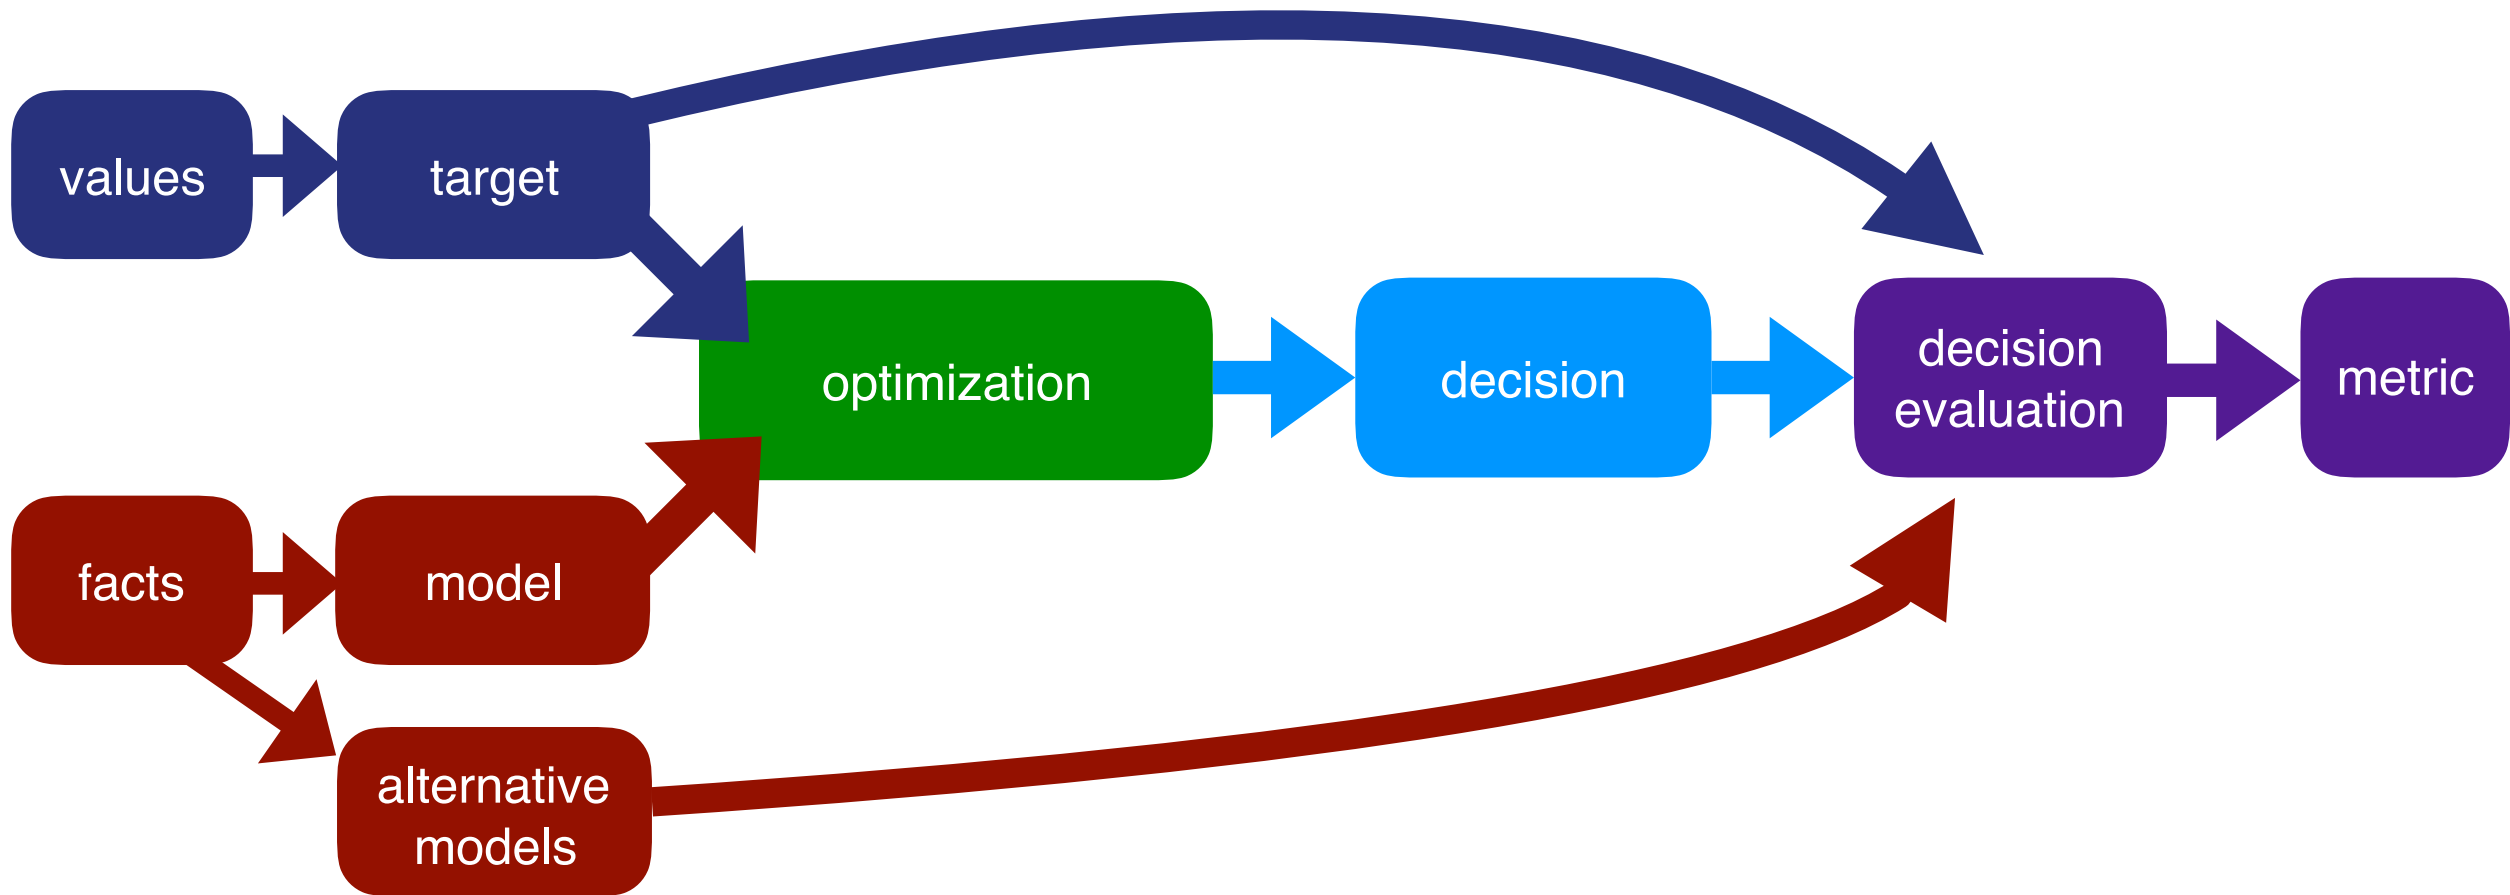 values
target
optimization
decision
decision
evaluation
metric
facts
model
alternative
models